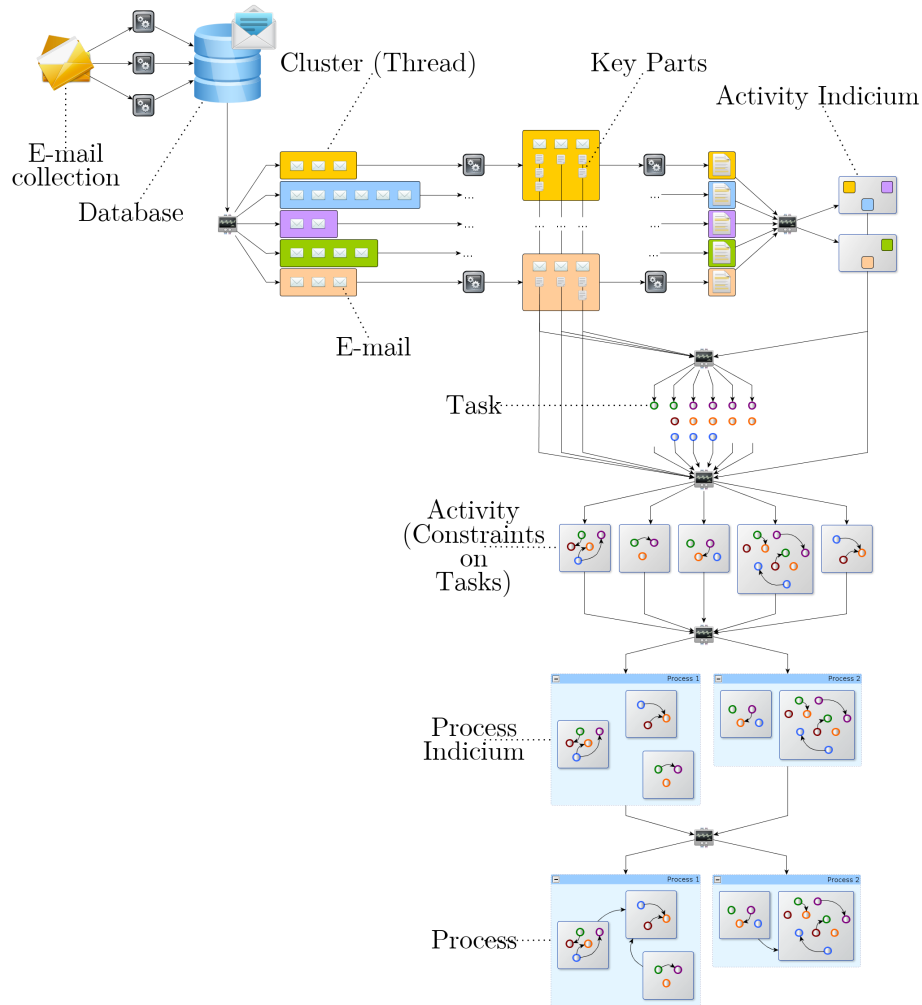 Cluster (Thread)
Key Parts
Activity Indicium
E-mail
collection
Database
...
...
...
...
...
...
...
...
...
...
...
...
E-mail
Task
Activity
(Constraints
on
Tasks)
Process 1
Process 2
Process
Indicium
Process 1
Process 2
Process